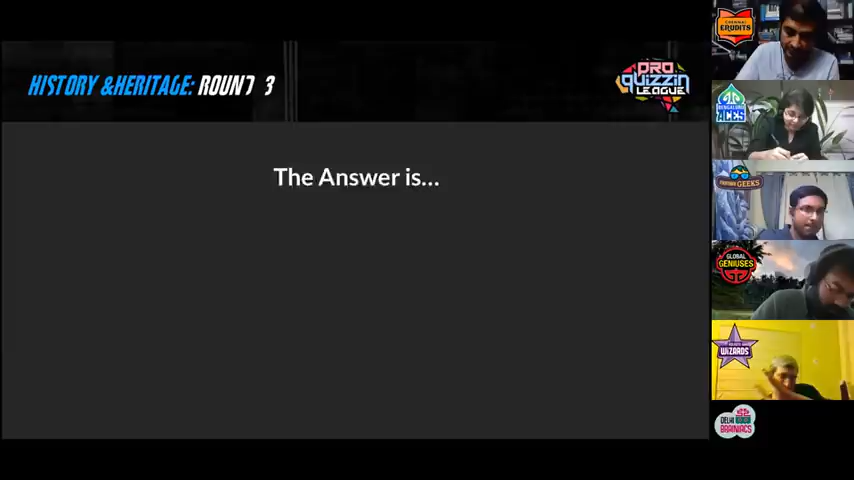 HISTORY &HERITAGE: ROUND 3
PRO
QUIZZIN
LEAGUE
The Answer is...
CHENNAI
ERUDITS
BENGALURU
ACES
GEEKS
GLOBAL
GENIUSES
WIZARDS
DELHI
BRAINIACS